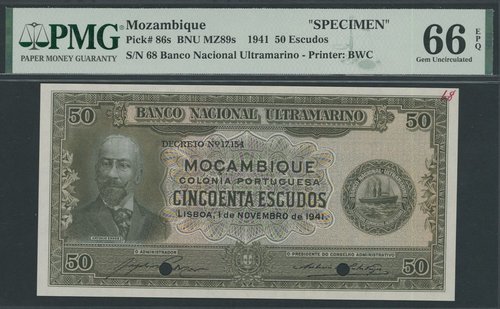 PMG
PAPER MONEY GUARANTY
Mozambique "SPECIMEN"
Pick# 86s BNU MZ89s 1941 50 Escudos
S/N 68 Banco Nacional Ultramarino - Printer: BWC
66 EPQ
Gem Uncirculated
68
50 BANCO NACIONAL ULTRAMARINO 50
DECRETO Nº 17.154
MOÇAMBIQUE
COLONIA PORTUGUESA
CINCOENTA ESCUDOS
LISBOA, 1 DE NOVEMBRO DE 1941.
O ADMINISTRADOR
O PRESIDENTE DO CONSELHO ADMINISTRATIVO
50 50